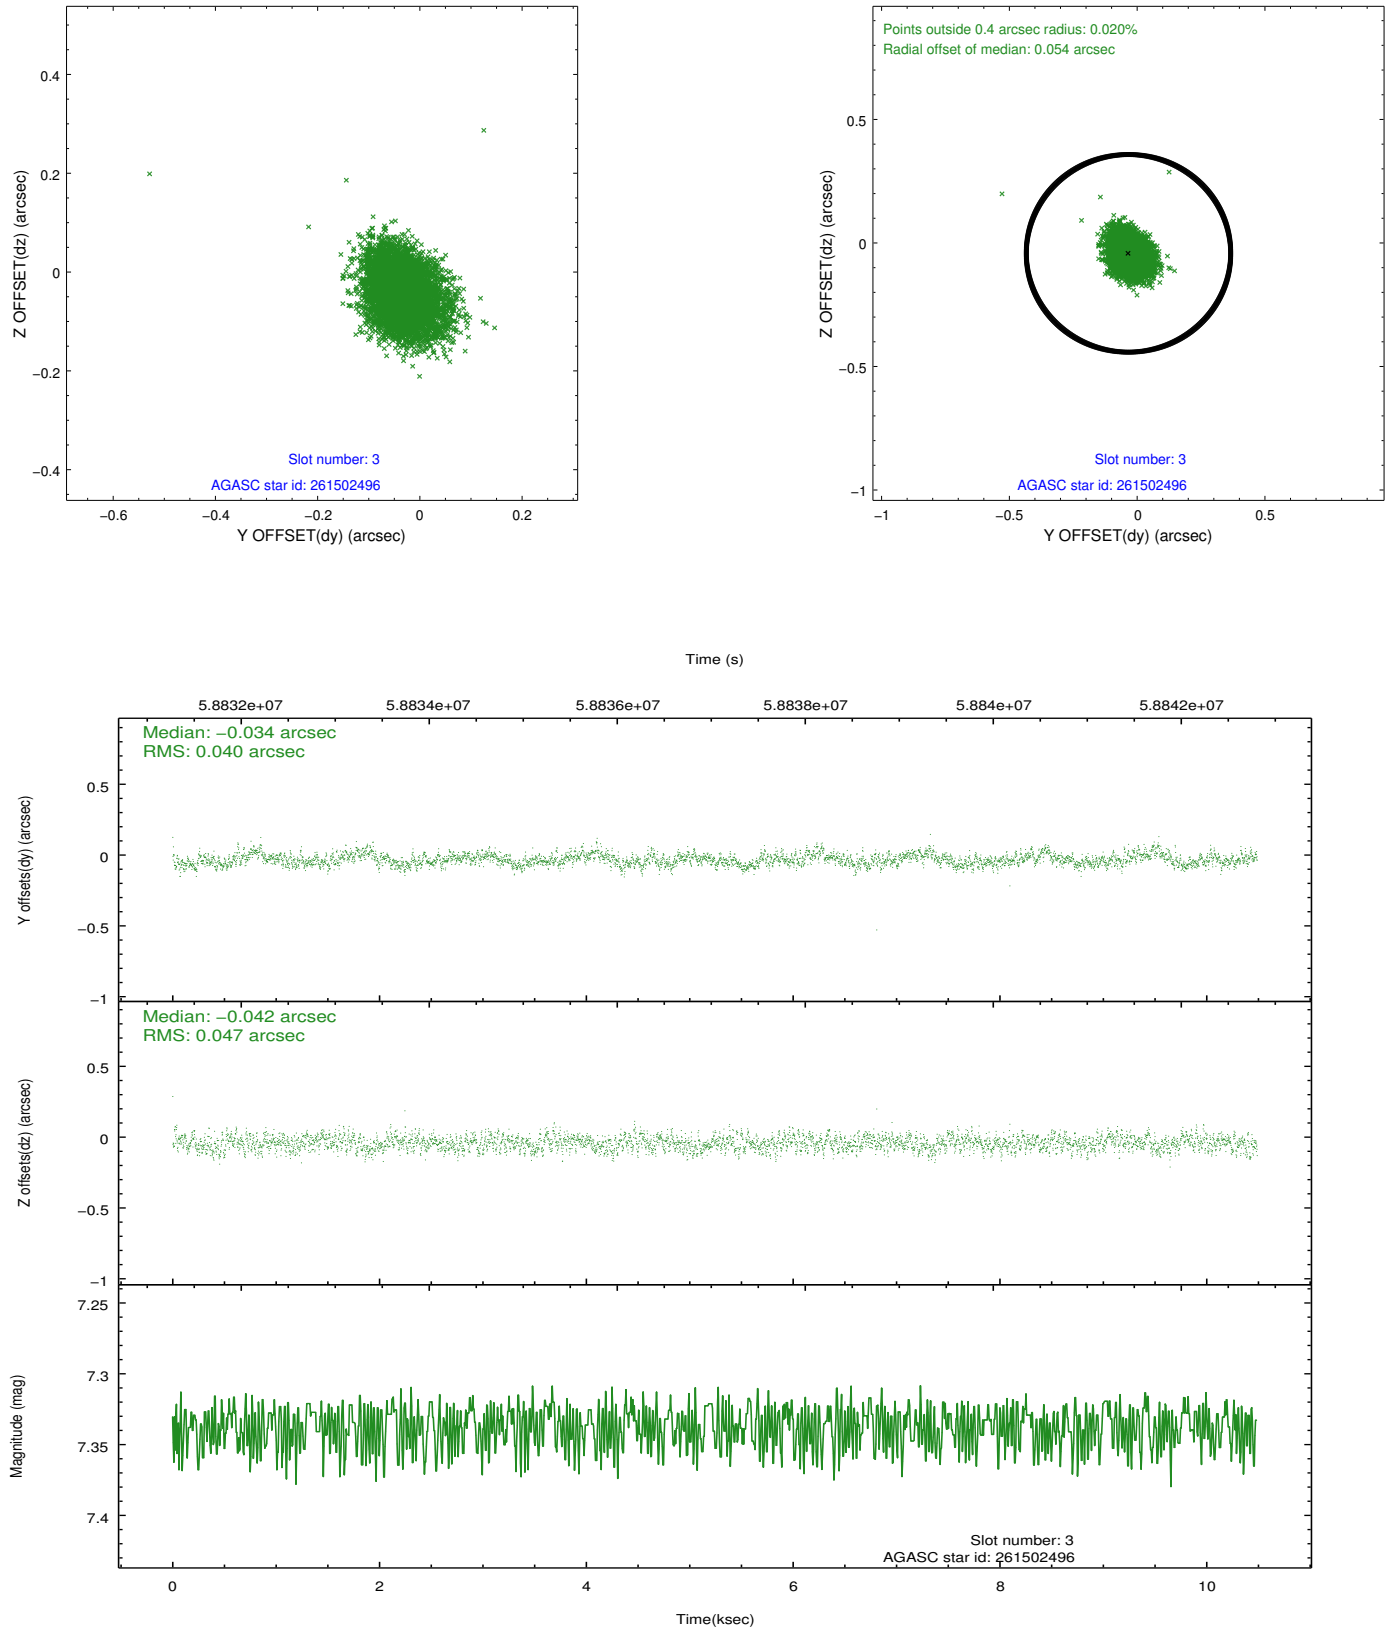 0.4
0.2
0
−0.2
−0.4
Z OFFSET(dz) (arcsec)
Slot number: 3
AGASC star id: 261502496
−0.6
−0.4
−0.2
0
0.2
Y OFFSET(dy) (arcsec)
Points outside 0.4 arcsec radius: 0.020%
Radial offset of median: 0.054 arcsec
0.5
0
−0.5
−1
Z OFFSET(dz) (arcsec)
Slot number: 3
AGASC star id: 261502496
−1
−0.5
0
0.5
Y OFFSET(dy) (arcsec)
Time (s)
5.8832e+07
5.8834e+07
5.8836e+07
5.8838e+07
5.884e+07
5.8842e+07
Median: −0.034 arcsec
RMS: 0.040 arcsec
0.5
0
−0.5
−1
Y offsets(dy) (arcsec)
Median: −0.042 arcsec
RMS: 0.047 arcsec
0.5
0
−0.5
−1
Z offsets(dz) (arcsec)
7.25
7.3
7.35
7.4
Magnitude (mag)
Slot number: 3
AGASC star id: 261502496
0
2
4
6
8
10
Time(ksec)